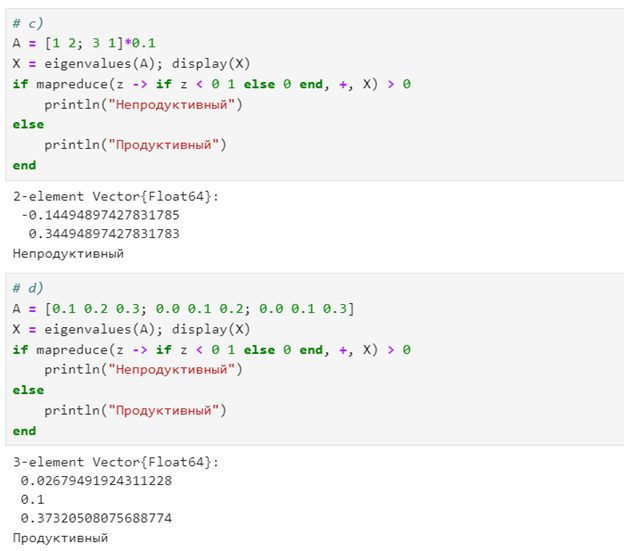 # c)
A = [1 2; 3 1]*0.1
X = eigenvalues(A); display(X)
if mapreduce(z -> if z < 0 1 else 0 end, +, X) > 0
    println("Непродуктивный")
else
    println("Продуктивный")
end
2-element Vector{Float64}:
 -0.14494897427831785
  0.34494897427831783
Непродуктивный
# d)
A = [0.1 0.2 0.3; 0.0 0.1 0.2; 0.0 0.1 0.3]
X = eigenvalues(A); display(X)
if mapreduce(z -> if z < 0 1 else 0 end, +, X) > 0
    println("Непродуктивный")
else
    println("Продуктивный")
end
3-element Vector{Float64}:
 0.02679491924311228
 0.1
 0.37320508075688774
Продуктивный